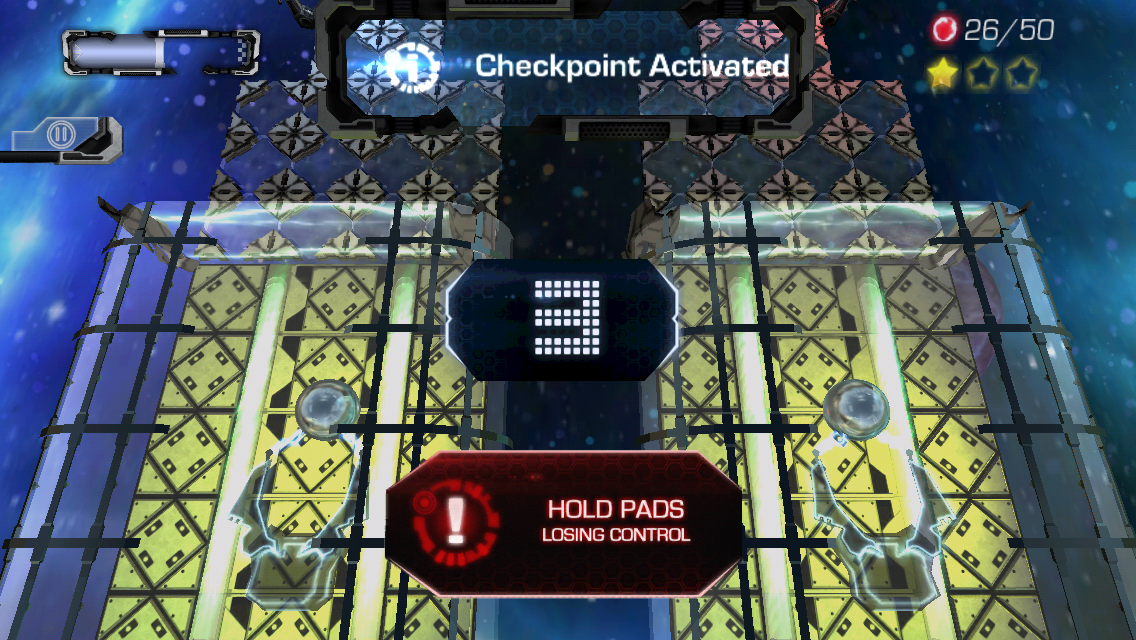 26/50
Checkpoint Activated
3
HOLD PADS
LOSING CONTROL